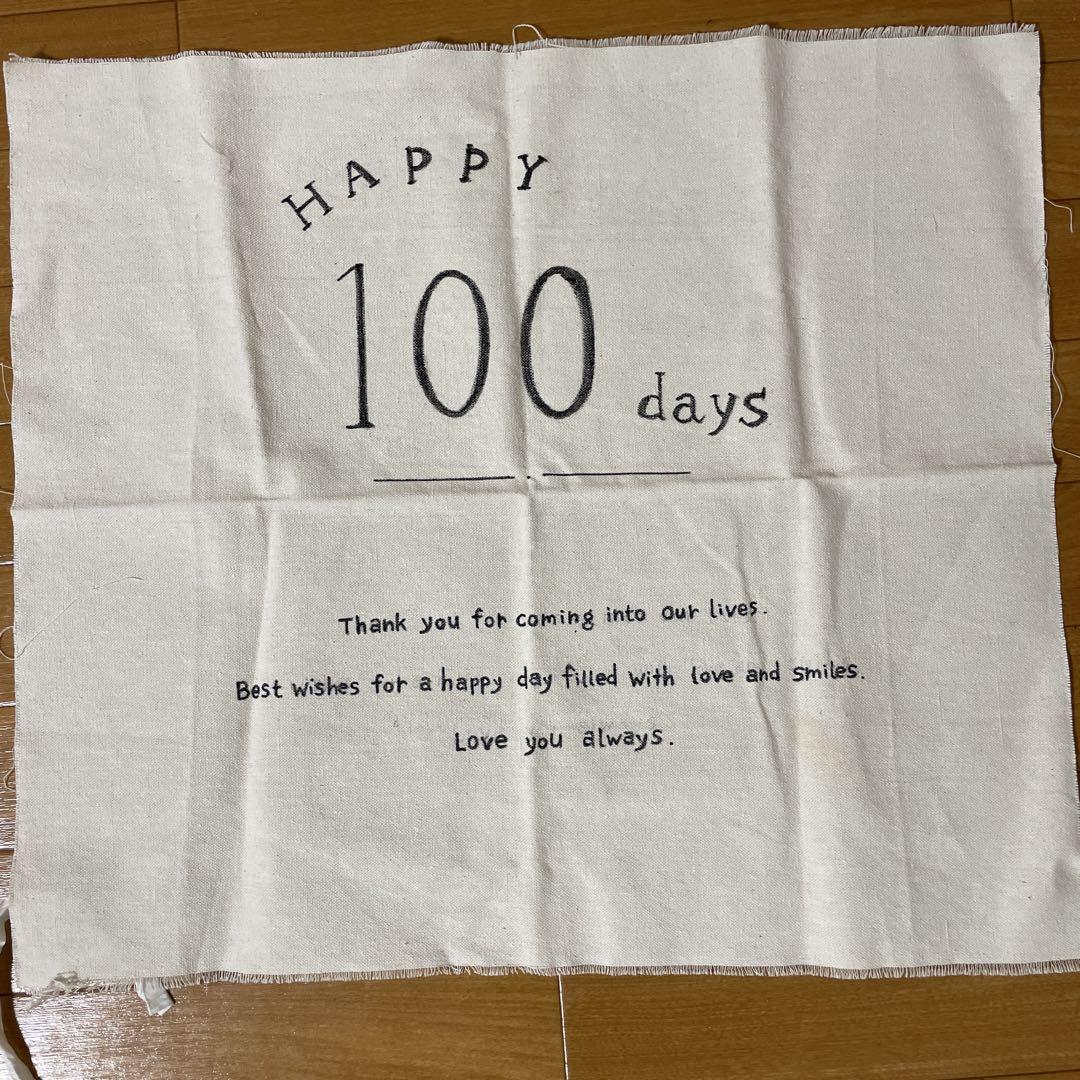 HAPPY
100 days
Thank you for coming into our lives.
Best wishes for a happy day filled with love and smiles.
Love you always.